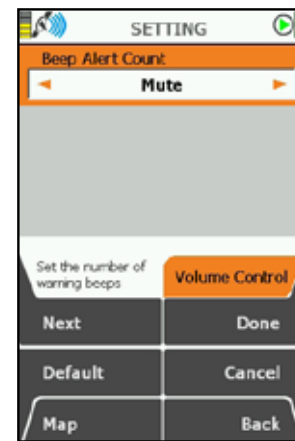 SETTING
Beep Alert Count
Mute
Set the number of
warning beeps
Volume Control
Next
Done
Default
Cancel
Map
Back